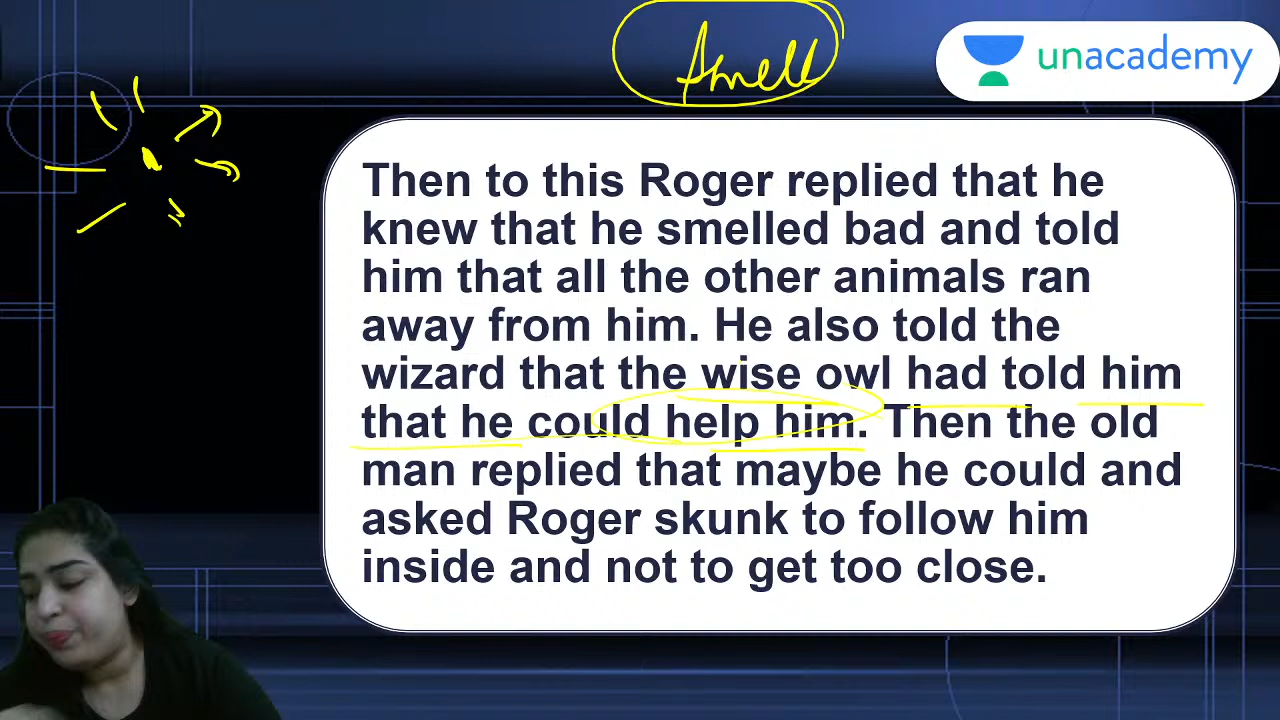 Smell
unacademy
Then to this Roger replied that he
knew that he smelled bad and told
him that all the other animals ran
away from him. He also told the
wizard that the wise owl had told him
that he could help him. Then the old
man replied that maybe he could and
asked Roger skunk to follow him
inside and not to get too close.